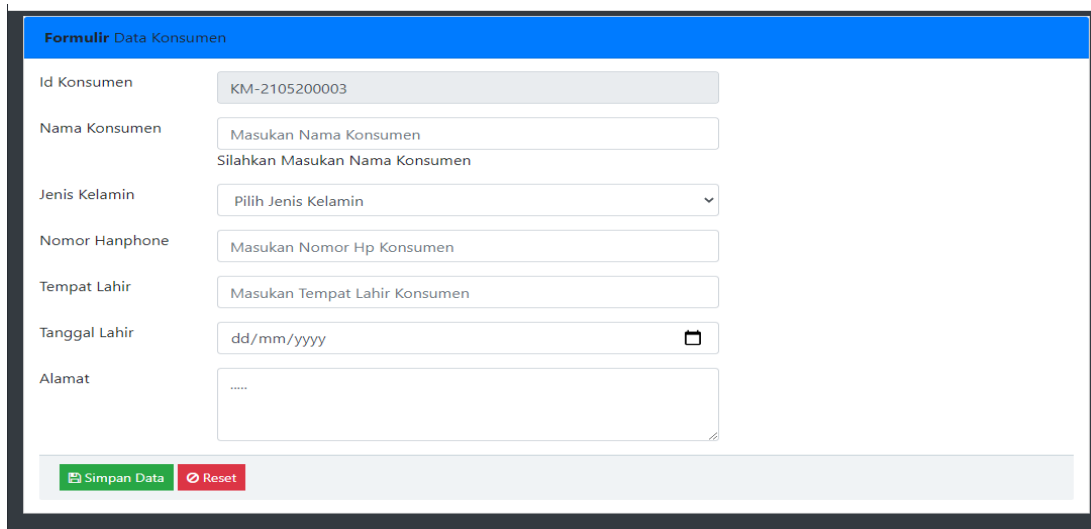 Formulir Data Konsumen
Id Konsumen
KM-2105200003
Nama Konsumen
Masukan Nama Konsumen
Silahkan Masukan Nama Konsumen
Jenis Kelamin
Pilih Jenis Kelamin
Nomor Hanphone
Masukan Nomor Hp Konsumen
Tempat Lahir
Masukan Tempat Lahir Konsumen
Tanggal Lahir
dd/mm/yyyy
Alamat
.....
Simpan Data
Reset